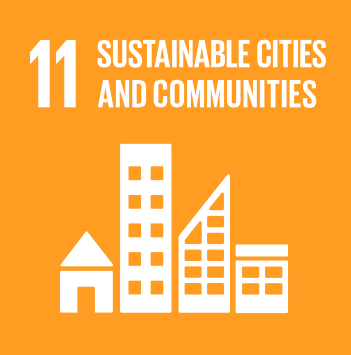 11 SUSTAINABLE CITIES
AND COMMUNITIES